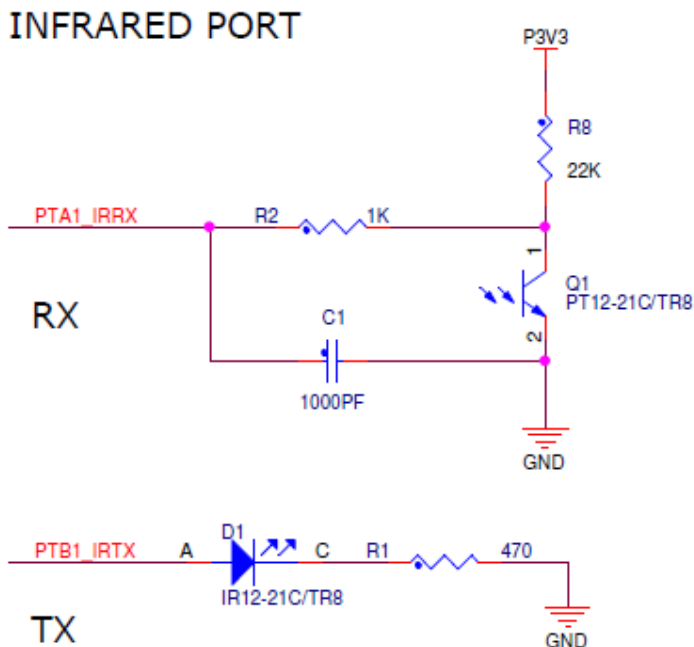 INFRARED PORT
P3V3
R8
22K
PTA1_IRRX
R2
1K
1
Q1
PT12-21C/TR8
2
RX
C1
1000PF
GND
D1
PTB1_IRTX
A
C
R1
470
IR12-21C/TR8
TX
GND